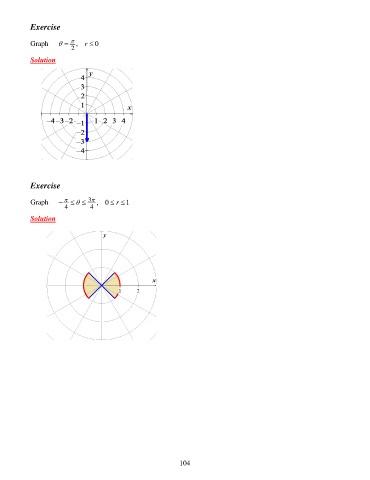 Exercise
Graph θ = π/2, r ≤ 0
Solution
y
4
3
2
1
x
−4 −3 −2 −1 1 2 3 4
−2
−3
−4
Exercise
Graph −π/4 ≤ θ ≤ 3π/4, 0 ≤ r ≤ 1
Solution
y
x
1 2
104